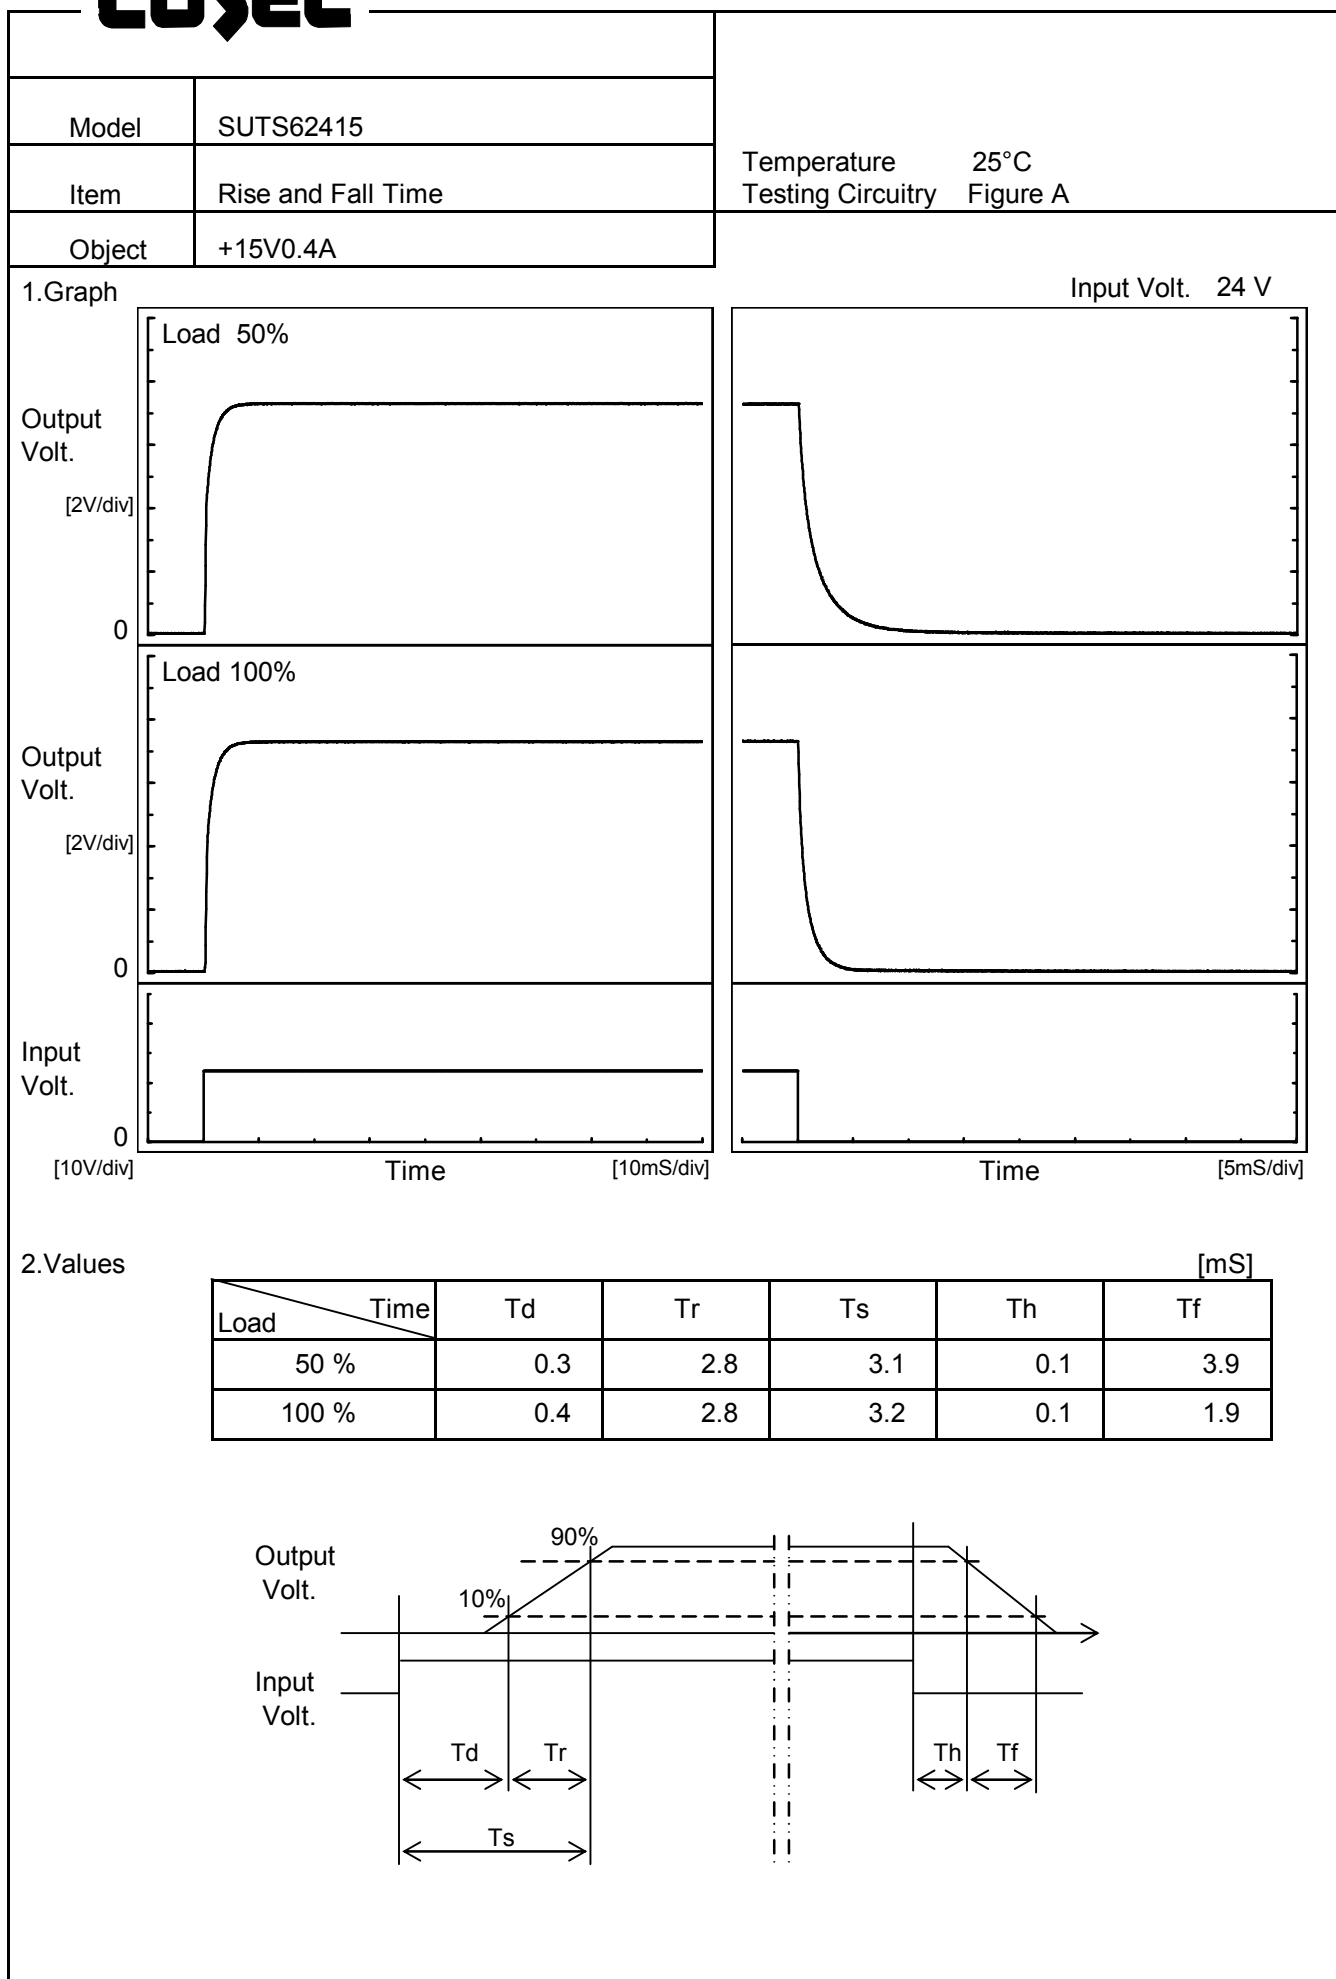 Model SUTS62415
Temperature 25°C
Item Rise and Fall Time Testing Circuitry Figure A
Object +15V0.4A
1.Graph Input Volt. 24 V
Load 50%
Output
Volt.
[2V/div]
0
Load 100%
Output
Volt.
[2V/div]
0
Input
Volt.
0
[10V/div] Time [10mS/div] Time [5mS/div]
2.Values [mS]
Time Td Tr Ts Th Tf
Load
50 % 0.3 2.8 3.1 0.1 3.9
100 % 0.4 2.8 3.2 0.1 1.9
90%
Output
Volt.
10%
Input
Volt.
Td Tr Th Tf
Ts